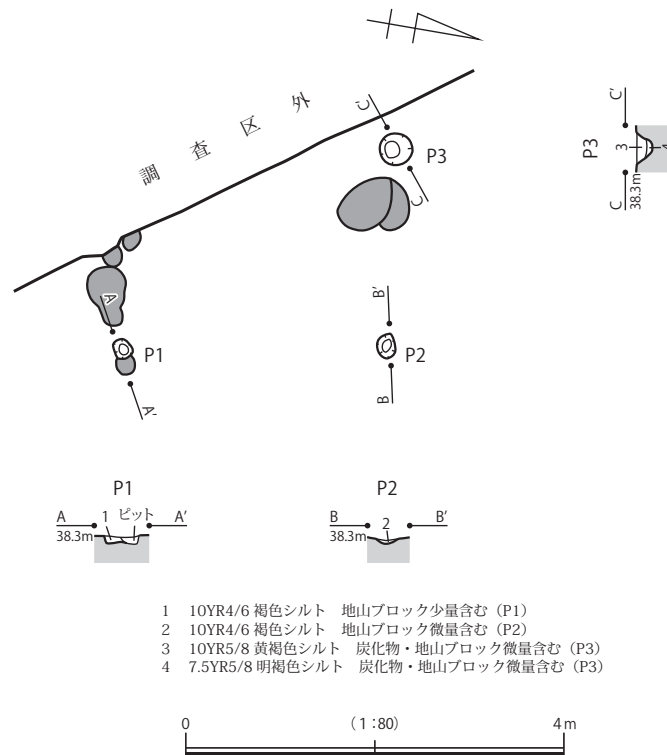 調査区外
C'
P3
C
A
P1
A'
B'
P2
B
C'
P3
3
4
C
38.3m
P1
A 1 ピット A'
38.3m
P2
B 2 B'
38.3m
1 10YR4/6 褐色シルト 地山ブロック少量含む（P1）
2 10YR4/6 褐色シルト 地山ブロック微量含む（P2）
3 10YR5/8 黄褐色シルト 炭化物・地山ブロック微量含む（P3）
4 7.5YR5/8 明褐色シルト 炭化物・地山ブロック微量含む（P3）
0 （1:80） 4m